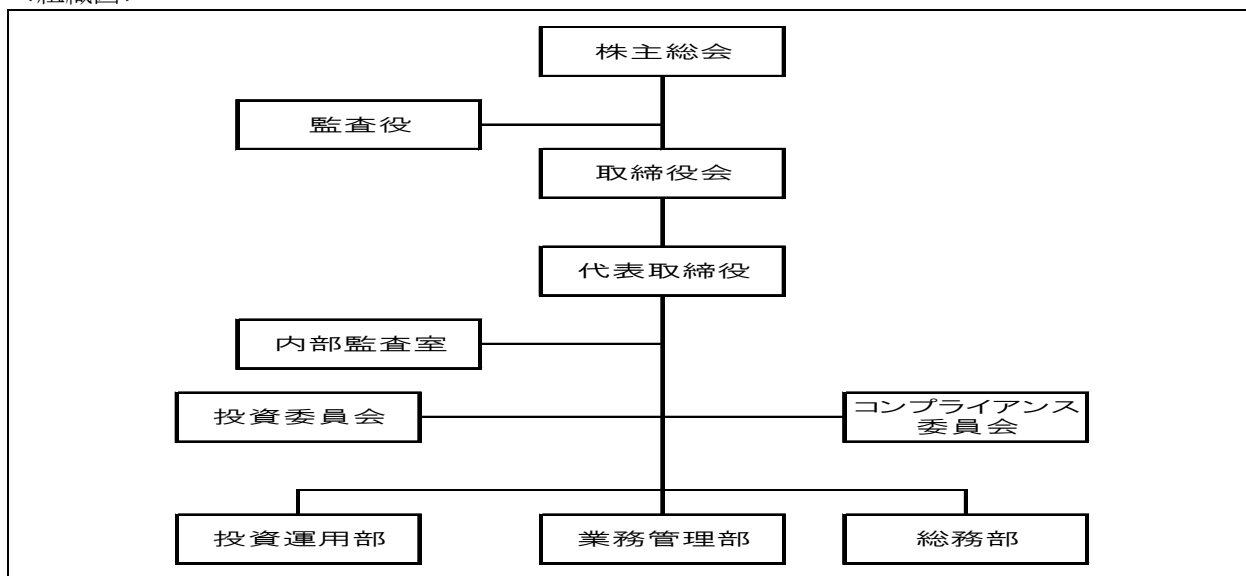 株主総会
監査役
取締役会
代表取締役
内部監査室
投資委員会
コンプライアンス
委員会
投資運用部
業務管理部
総務部